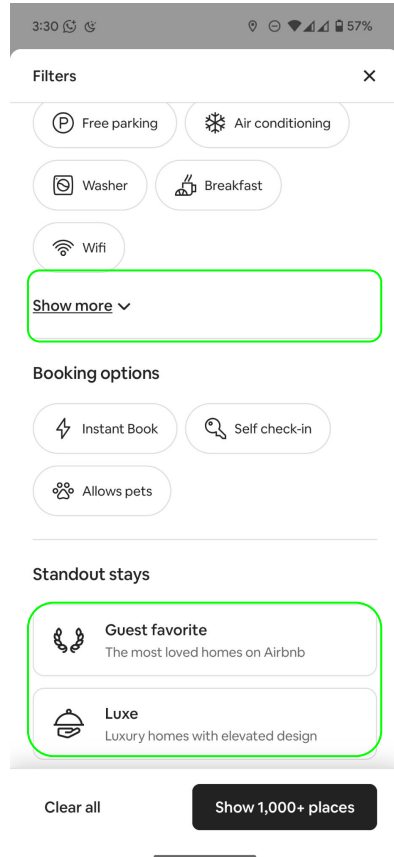 3:30 57%
Filters
Free parking Air conditioning
Washer Breakfast
Wifi
Show more
Booking options
Instant Book Self check-in
Allows pets
Standout stays
Guest favorite
The most loved homes on Airbnb
Luxe
Luxury homes with elevated design
Clear all Show 1,000+ places